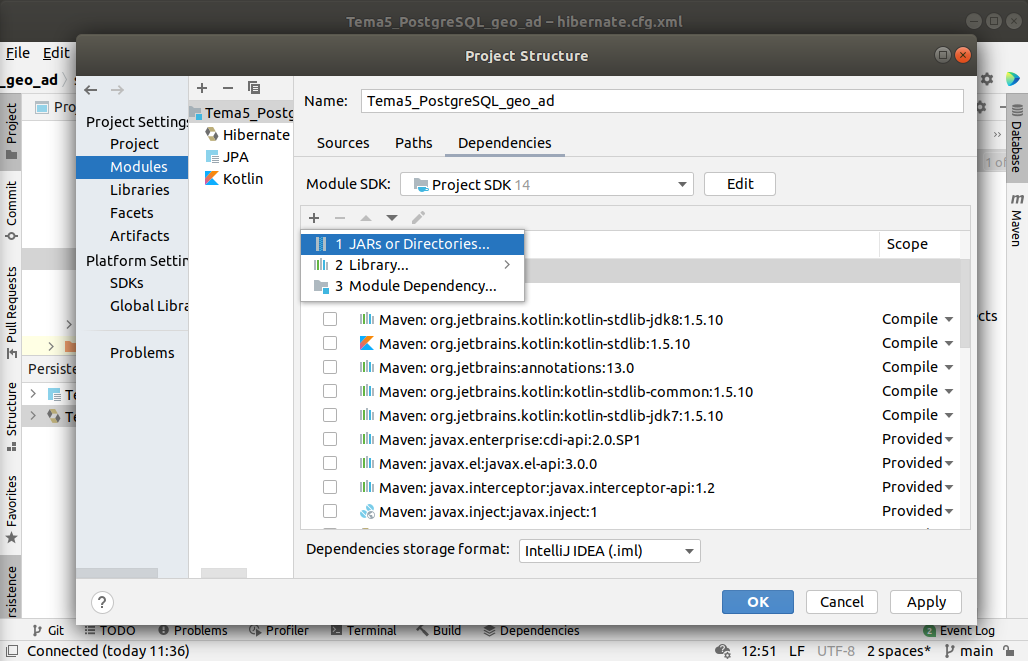 Tema5_PostgreSQL_geo_ad – hibernate.cfg.xml
File Edit
_geo_ad
Project Structure
Project
Commit
Pull Requests
Structure
Favorites
Database
Maven
Project Settings
Project
Modules
Libraries
Facets
Artifacts
Platform Settin
SDKs
Global Libra
Problems
Tema5_Postg
Hibernate
JPA
Kotlin
Name: Tema5_PostgreSQL_geo_ad
Sources Paths Dependencies
Module SDK: Project SDK 14 Edit
Scope
1 JARs or Directories...
2 Library...
3 Module Dependency...
Maven: org.jetbrains.kotlin:kotlin-stdlib-jdk8:1.5.10 Compile
Maven: org.jetbrains.kotlin:kotlin-stdlib:1.5.10 Compile
Maven: org.jetbrains:annotations:13.0 Compile
Maven: org.jetbrains.kotlin:kotlin-stdlib-common:1.5.10 Compile
Maven: org.jetbrains.kotlin:kotlin-stdlib-jdk7:1.5.10 Compile
Maven: javax.enterprise:cdi-api:2.0.SP1 Provided
Maven: javax.el:javax.el-api:3.0.0 Provided
Maven: javax.interceptor:javax.interceptor-api:1.2 Provided
Maven: javax.inject:javax.inject:1 Provided
Dependencies storage format: IntelliJ IDEA (.iml)
? OK Cancel Apply
Git TODO Problems Profiler Terminal Build Dependencies 2 Event Log
Connected (today 11:36) 12:51 LF UTF-8 2 spaces* main